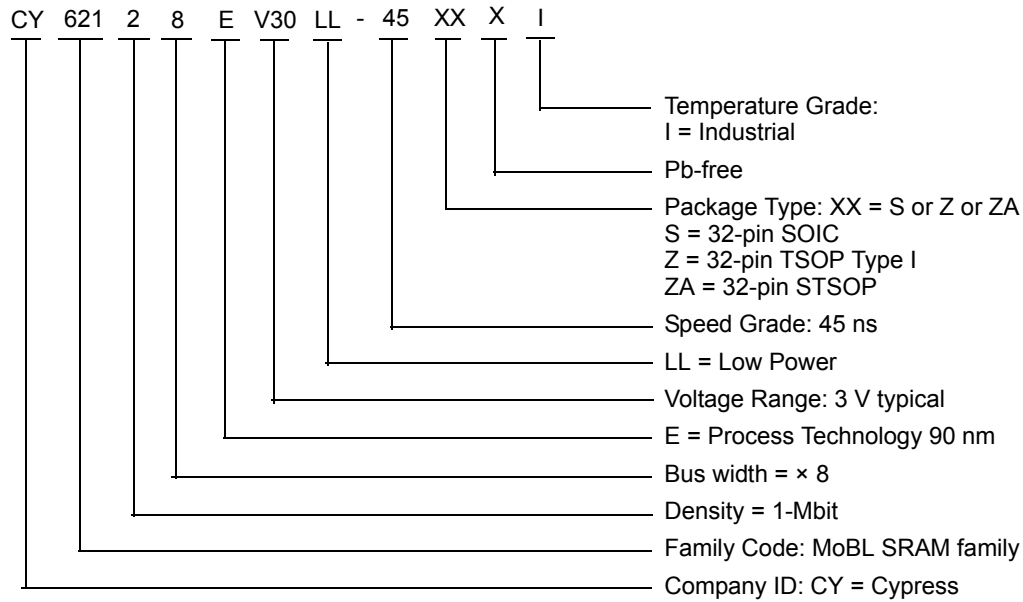 CY 621 2 8 E V30 LL - 45 XX X I
Temperature Grade:
I = Industrial
Pb-free
Package Type: XX = S or Z or ZA
S = 32-pin SOIC
Z = 32-pin TSOP Type I
ZA = 32-pin STSOP
Speed Grade: 45 ns
LL = Low Power
Voltage Range: 3 V typical
E = Process Technology 90 nm
Bus width = × 8
Density = 1-Mbit
Family Code: MoBL SRAM family
Company ID: CY = Cypress